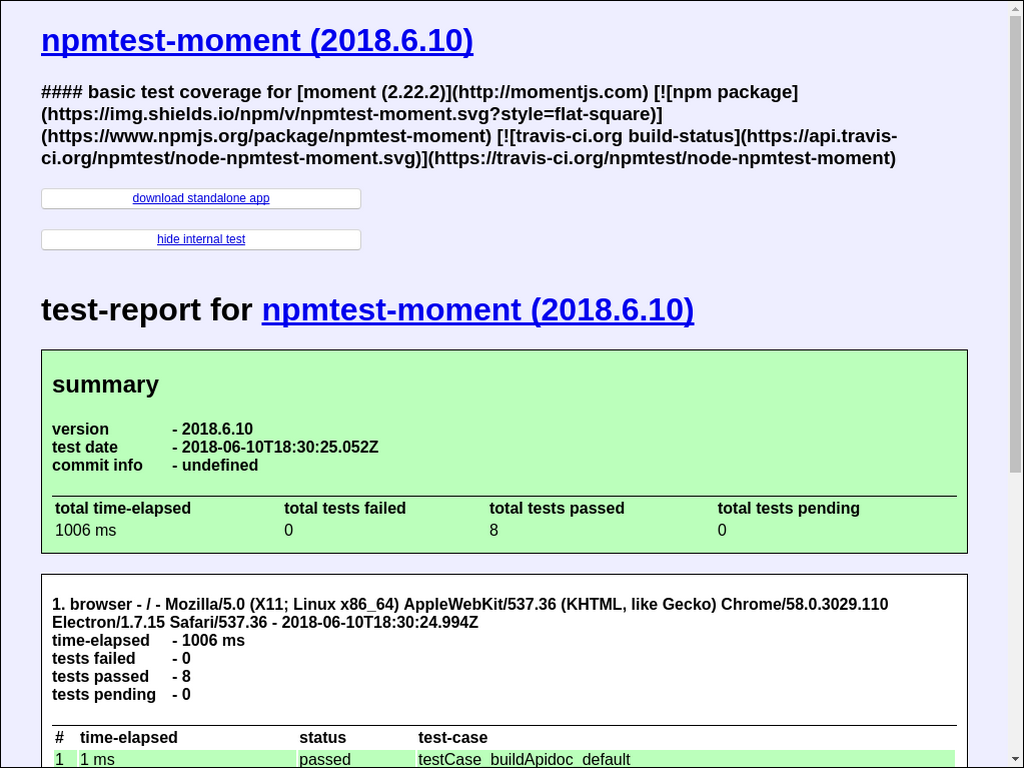 npmtest-moment (2018.6.10)
#### basic test coverage for [moment (2.22.2)](http://momentjs.com) [![npm package]
(https://img.shields.io/npm/v/npmtest-moment.svg?style=flat-square)]
(https://www.npmjs.org/package/npmtest-moment) [![travis-ci.org build-status](https://api.travis-
ci.org/npmtest/node-npmtest-moment.svg)](https://travis-ci.org/npmtest/node-npmtest-moment)
download standalone app
hide internal test
test-report for npmtest-moment (2018.6.10)
summary
version - 2018.6.10
test date - 2018-06-10T18:30:25.052Z
commit info - undefined
total time-elapsed total tests failed total tests passed total tests pending
1006 ms 0 8 0
1. browser - / - Mozilla/5.0 (X11; Linux x86_64) AppleWebKit/537.36 (KHTML, like Gecko) Chrome/58.0.3029.110
Electron/1.7.15 Safari/537.36 - 2018-06-10T18:30:24.994Z
time-elapsed - 1006 ms
tests failed - 0
tests passed - 8
tests pending - 0
# time-elapsed status test-case
1 1 ms passed testCase_buildApidoc_default